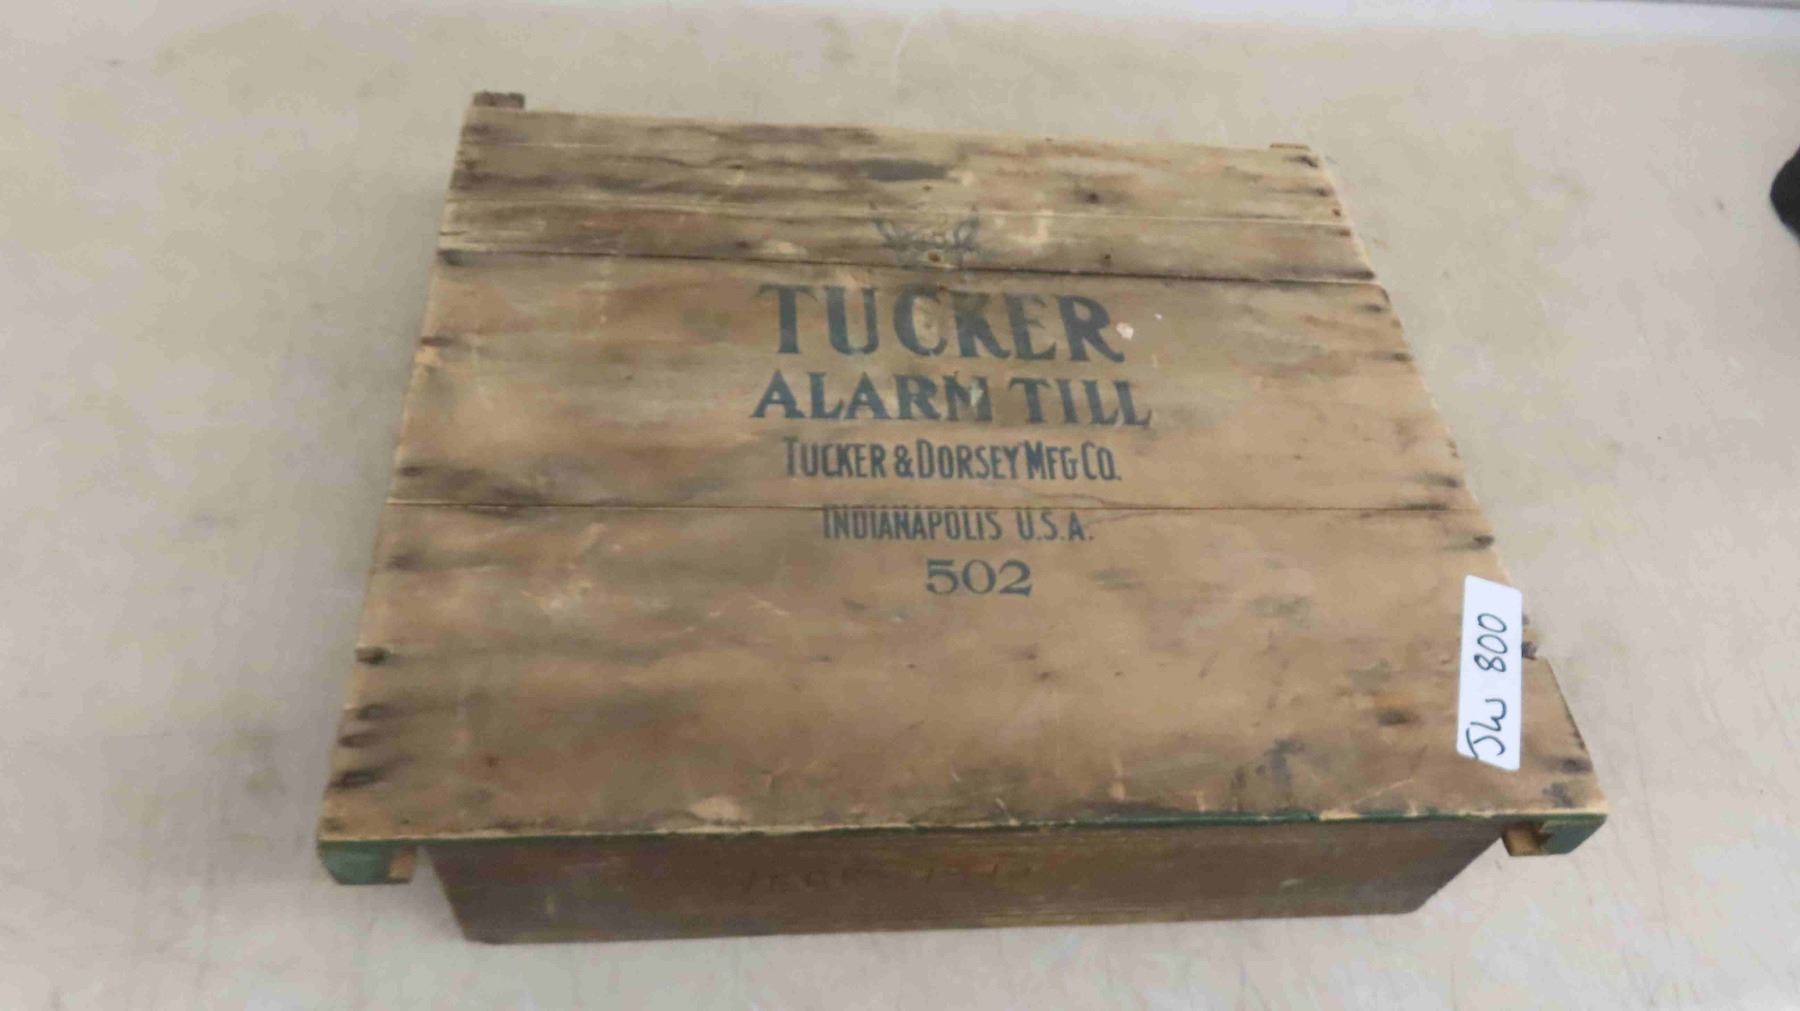 TUCKER
ALARM TILL
TUCKER & DORSEY MFG CO.
INDIANAPOLIS U.S.A.
502
JW 800